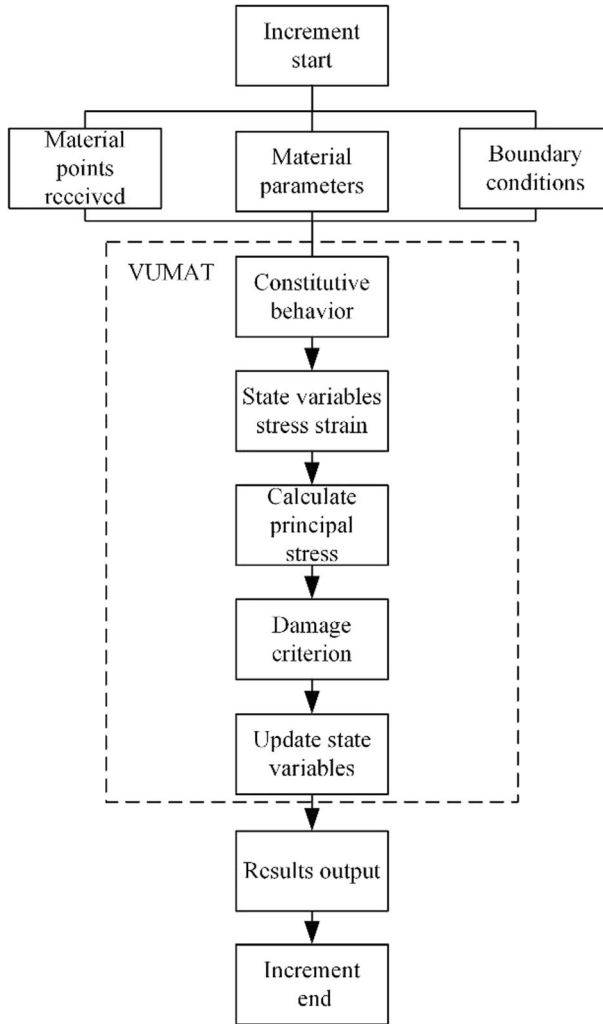 Increment
start
Material
points
received
Material
parameters
Boundary
conditions
VUMAT
Constitutive
behavior
State variables
stress strain
Calculate
principal
stress
Damage
criterion
Update state
variables
Results output
Increment
end